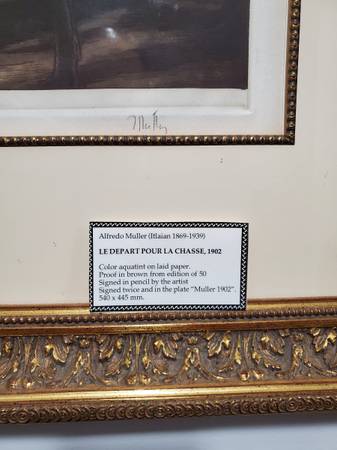 Muller
Alfredo Muller (Iflaian 1869-1939)
LE DEPART POUR LA CHASSE, 1902
Color aquatint on laid paper.
Proof in brown from edition of 50
Signed in pencil by the artist
Signed twice and in the plate "Muller 1902".
540 x 445 mm.